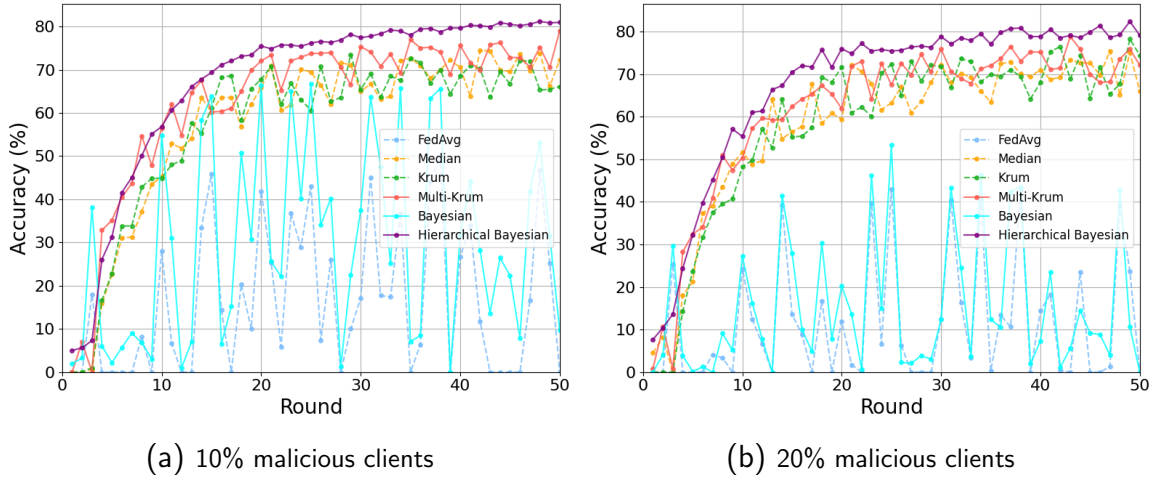 80
70
60
50
40
30
20
10
0
Accuracy (%)
0 10 20 30 40 50
Round
FedAvg
Median
Krum
Multi-Krum
Bayesian
Hierarchical Bayesian
(a) 10% malicious clients
80
70
60
50
40
30
20
10
0
Accuracy (%)
0 10 20 30 40 50
Round
FedAvg
Median
Krum
Multi-Krum
Bayesian
Hierarchical Bayesian
(b) 20% malicious clients